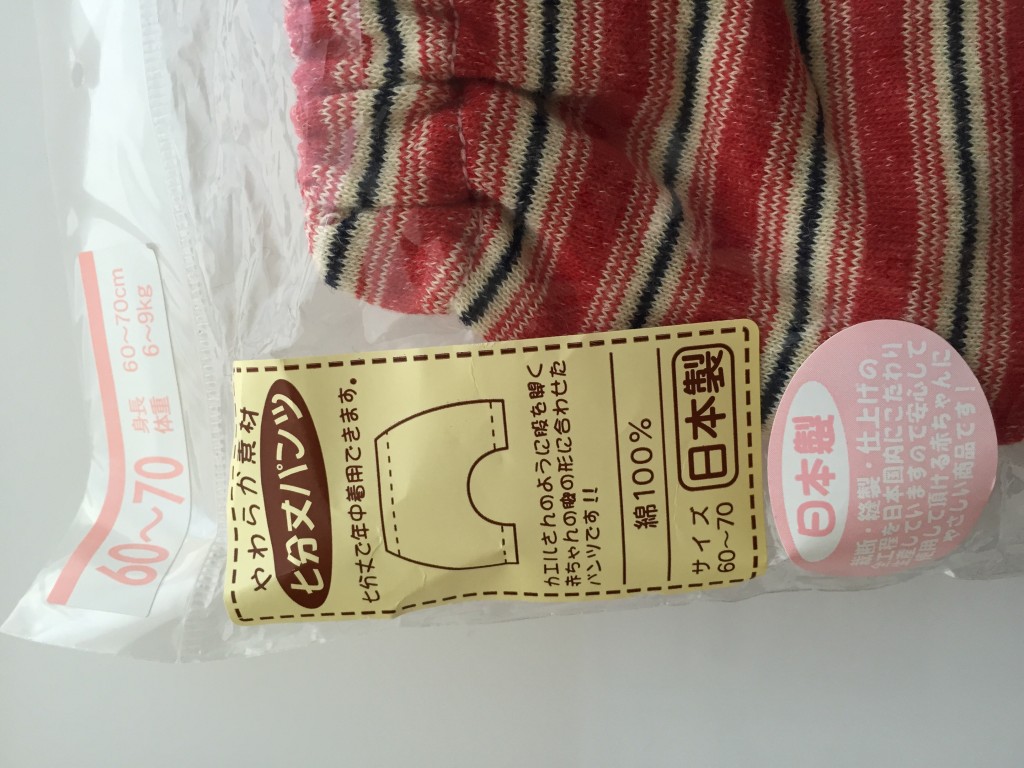 60～70
身長 60～70cm
体重 6～9kg
やわらか素材
七分丈パンツ
七分丈で年中着用できます。
カエルさんのように股を開く
赤ちゃんの股の形に合わせた
パンツです!!
綿100%
サイズ
60～70
日本製
日本製
裁断・縫製・仕上げの
全工程を日本国内にこだわり
生産していますので安心して
着用して頂ける赤ちゃんに
やさしい商品です！